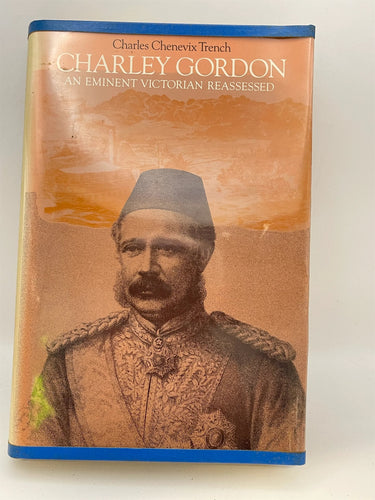 Charles Chenevix Trench
CHARLEY GORDON
AN EMINENT VICTORIAN REASSESSED